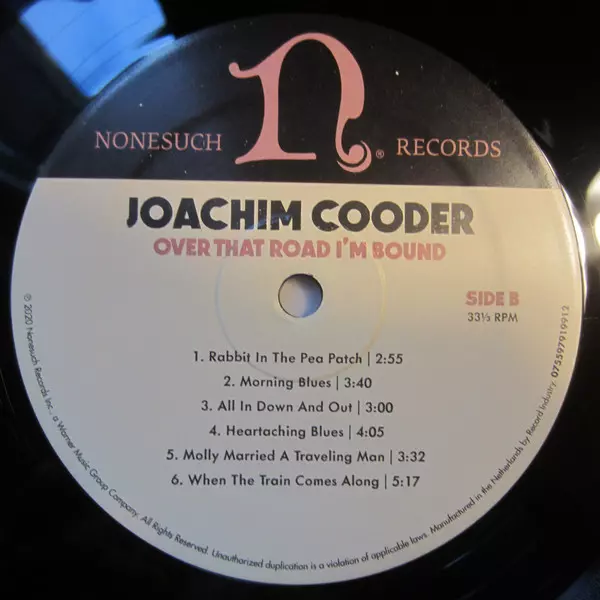 NONESUCH n® RECORDS
JOACHIM COODER
OVER THAT ROAD I'M BOUND
SIDE B
33⅓ RPM
1. Rabbit In The Pea Patch | 2:55
2. Morning Blues | 3:40
3. All In Down And Out | 3:00
4. Heartaching Blues | 4:05
5. Molly Married A Traveling Man | 3:32
6. When The Train Comes Along | 5:17
℗ 2020 Nonesuch Records Inc., a Warner Music Group Company. All Rights Reserved. Unauthorized duplication is a violation of applicable laws. Manufactured in the Netherlands by Record Industry. 075597919912